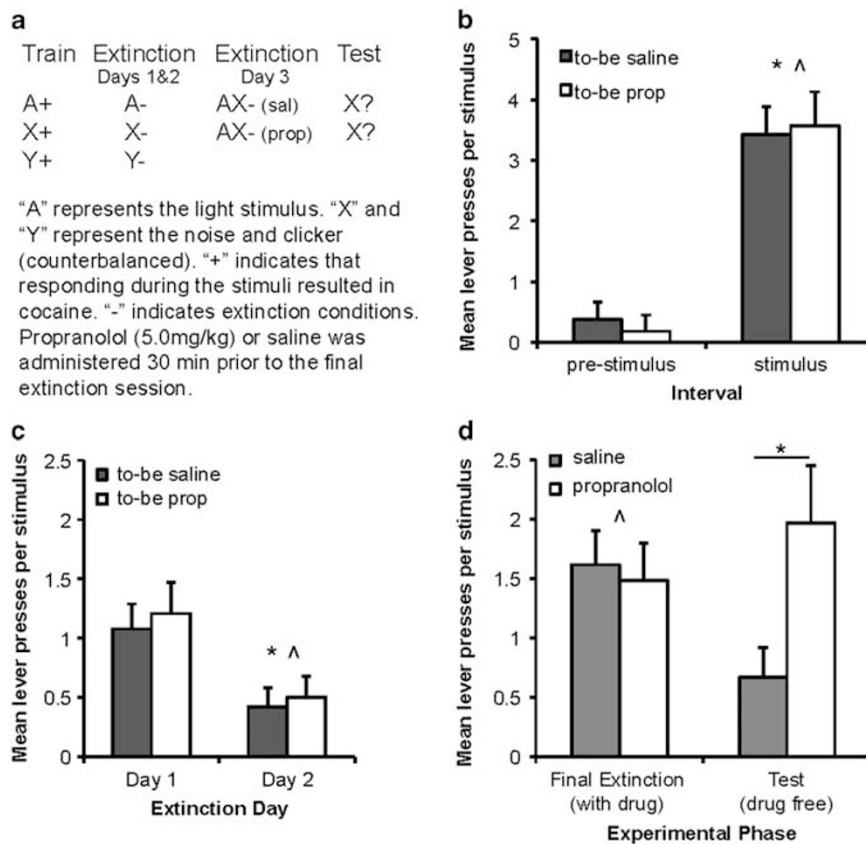 a
Train Extinction Extinction Test
Days 1&2 Day 3
A+ A- AX- (sal) X?
X+ X- AX- (prop) X?
Y+ Y-
“A” represents the light stimulus. “X” and
“Y” represent the noise and clicker
(counterbalanced). “+” indicates that
responding during the stimuli resulted in
cocaine. “-” indicates extinction conditions.
Propranolol (5.0mg/kg) or saline was
administered 30 min prior to the final
extinction session.
b
Mean lever presses per stimulus
5
4
3
2
1
0
to-be saline
to-be prop
* ^
pre-stimulus stimulus
Interval
c
Mean lever presses per stimulus
2.5
2
1.5
1
0.5
0
to-be saline
to-be prop
* ^
Day 1 Day 2
Extinction Day
d
Mean lever presses per stimulus
2.5
2
1.5
1
0.5
0
saline
propranolol
^
*
Final Extinction Test
(with drug) (drug free)
Experimental Phase